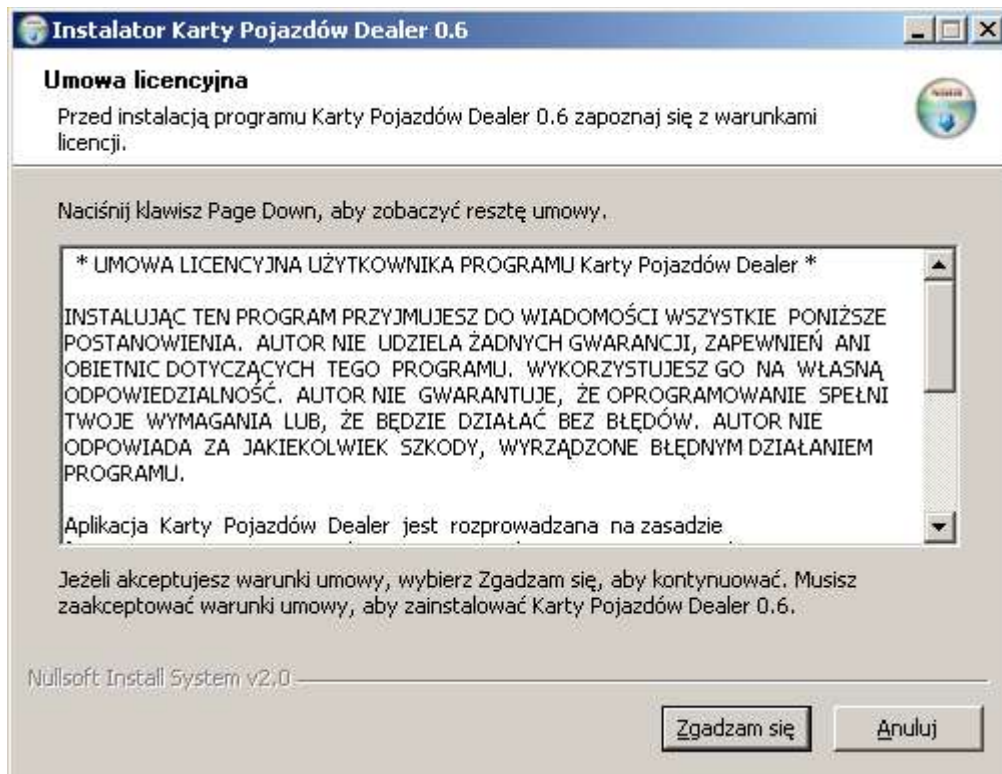 Instalator Karty Pojazdów Dealer 0.6
Umowa licencyjna
Przed instalacją programu Karty Pojazdów Dealer 0.6 zapoznaj się z warunkami
licencji.
Naciśnij klawisz Page Down, aby zobaczyć resztę umowy.
* UMOWA LICENCYJNA UŻYTKOWNIKA PROGRAMU Karty Pojazdów Dealer *
INSTALUJĄC TEN PROGRAM PRZYJMUJESZ DO WIADOMOŚCI WSZYSTKIE PONIŻSZE
POSTANOWIENIA. AUTOR NIE UDZIELA ŻADNYCH GWARANCJI, ZAPEWNIEŃ ANI
OBIETNIC DOTYCZĄCYCH TEGO PROGRAMU. WYKORZYSTUJESZ GO NA WŁASNĄ
ODPOWIEDZIALNOŚĆ. AUTOR NIE GWARANTUJE, ŻE OPROGRAMOWANIE SPEŁNI
TWOJE WYMAGANIA LUB, ŻE BĘDZIE DZIAŁAĆ BEZ BŁĘDÓW. AUTOR NIE
ODPOWIADA ZA JAKIEKOLWIEK SZKODY, WYRZĄDZONE BŁĘDNYM DZIAŁANIEM
PROGRAMU.
Aplikacja Karty Pojazdów Dealer jest rozprowadzana na zasadzie
Jeżeli akceptujesz warunki umowy, wybierz Zgadzam się, aby kontynuować. Musisz
zaakceptować warunki umowy, aby zainstalować Karty Pojazdów Dealer 0.6.
Nullsoft Install System v2.0
Zgadzam się
Anuluj